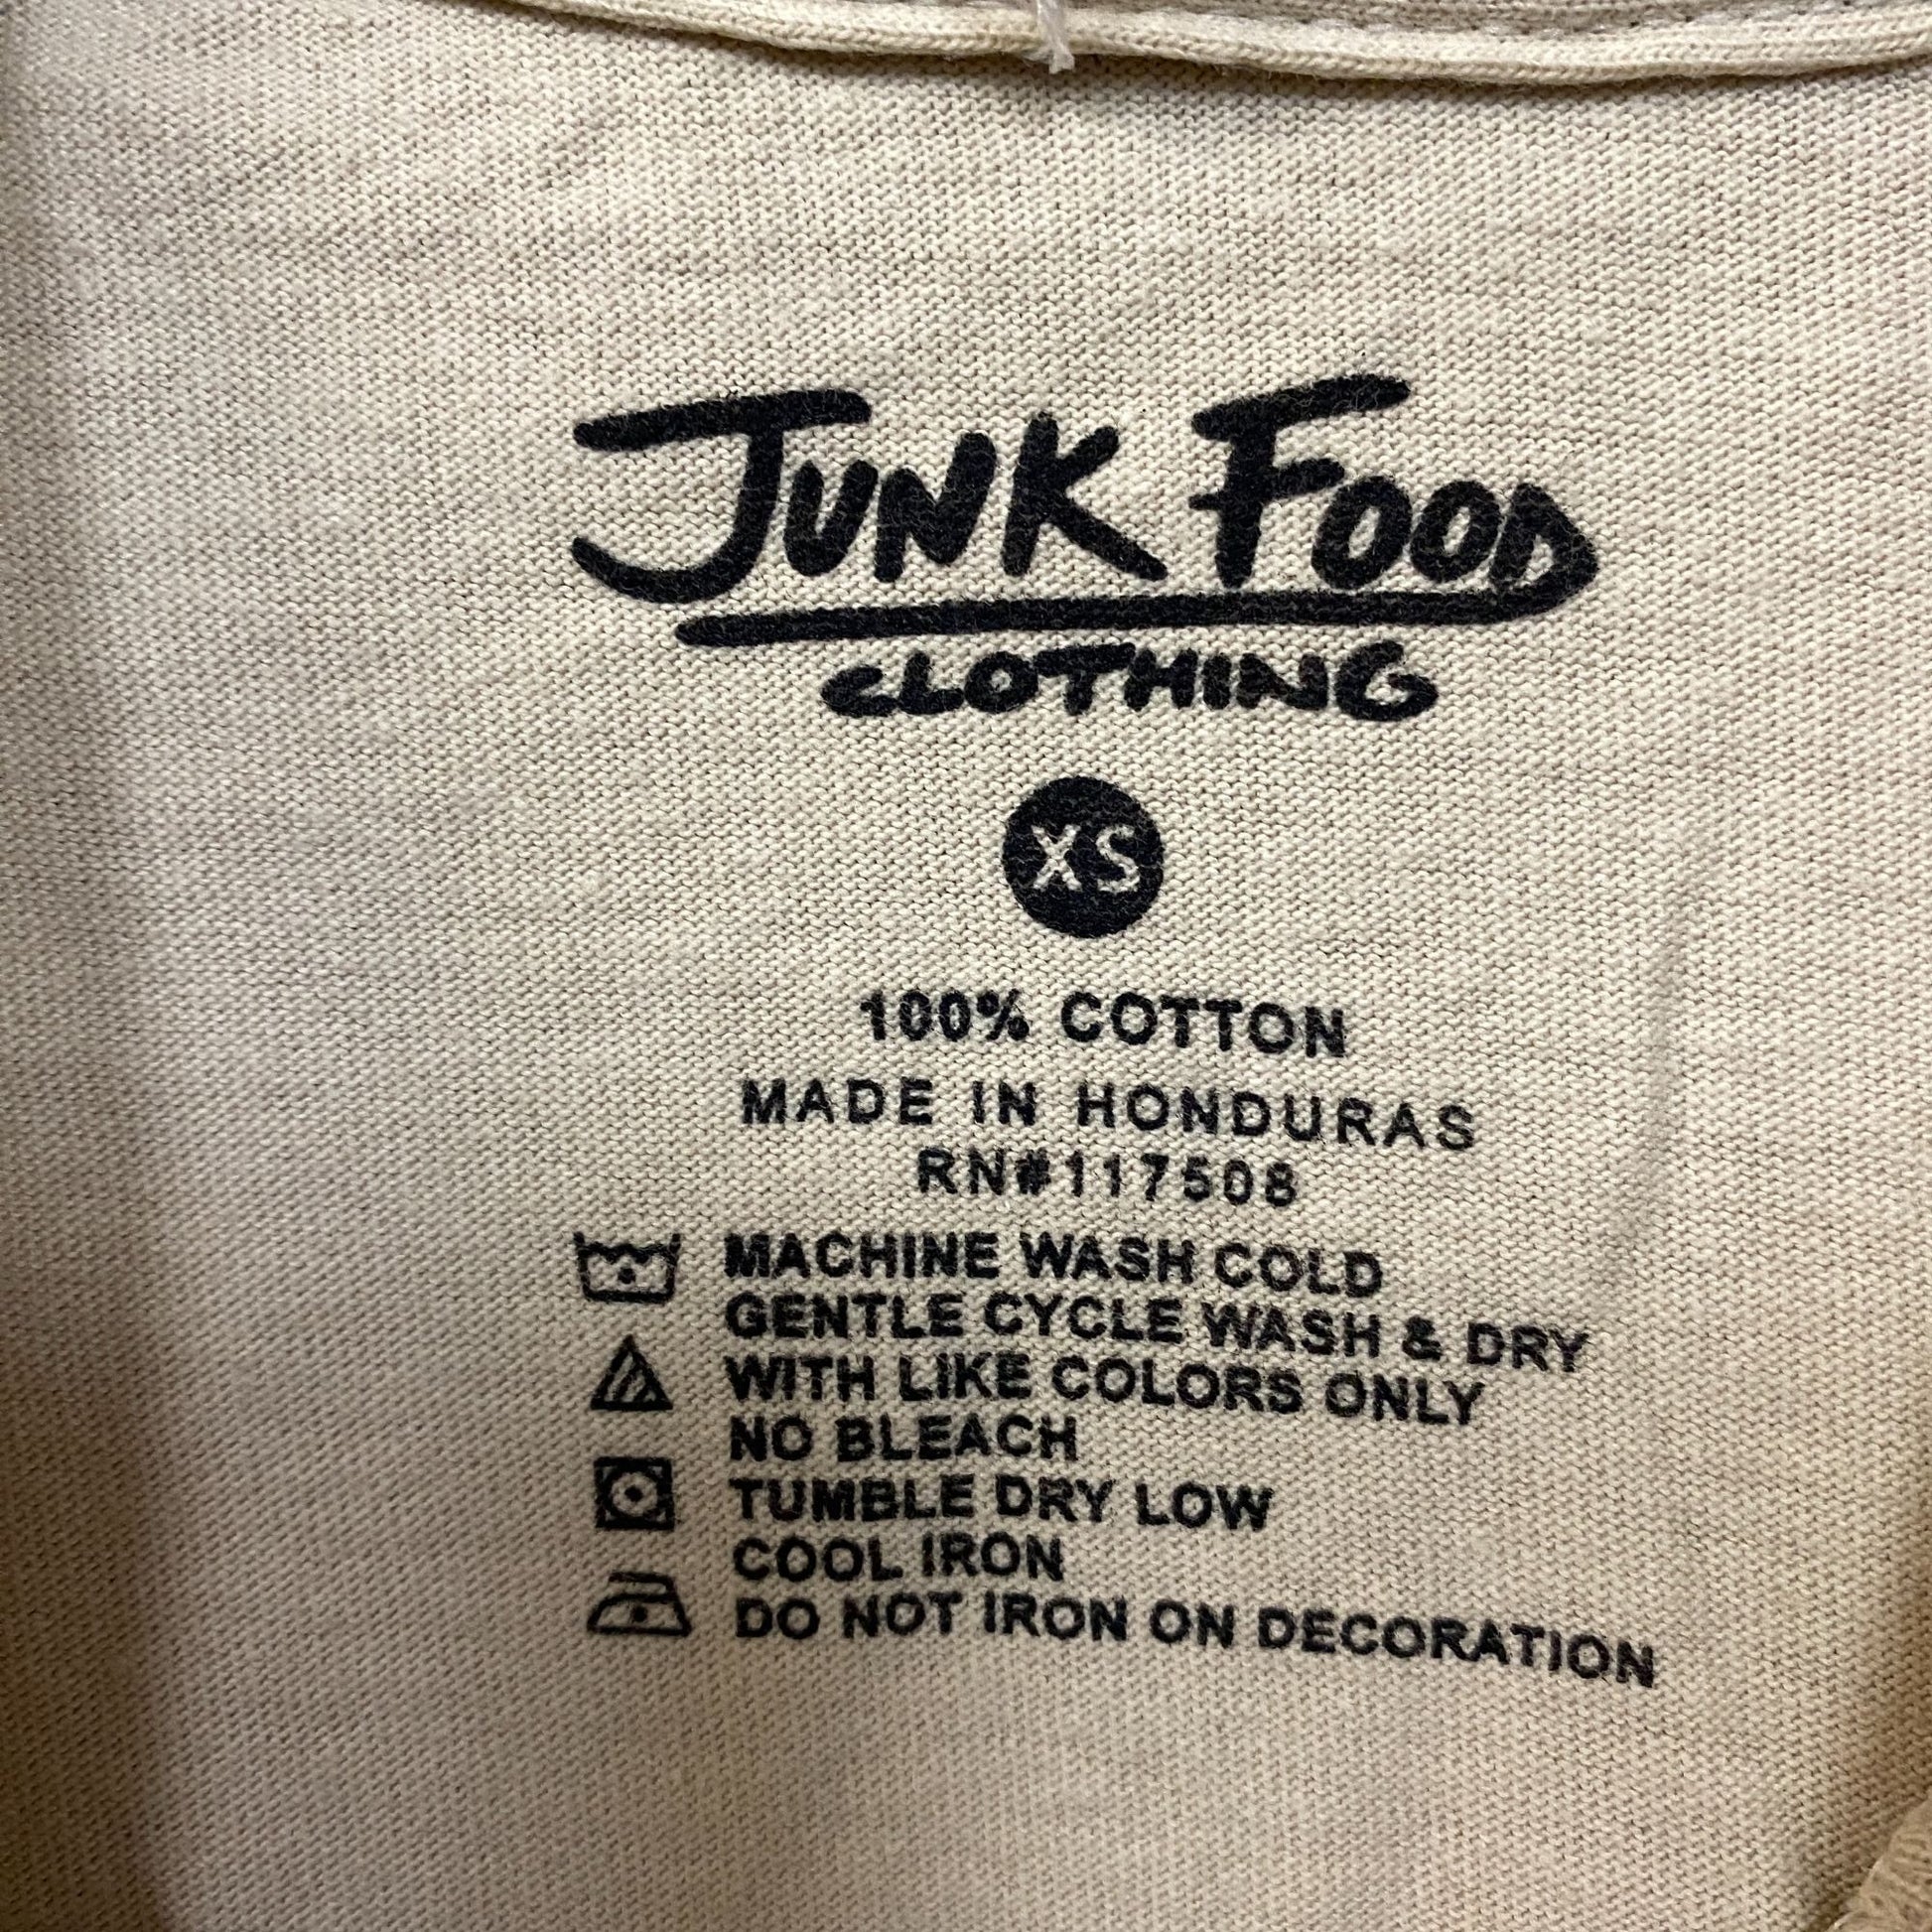 JUNK FOOD
CLOTHING
XS
100% COTTON
MADE IN HONDURAS
RN#117508
MACHINE WASH COLD
GENTLE CYCLE WASH & DRY
WITH LIKE COLORS ONLY
NO BLEACH
TUMBLE DRY LOW
COOL IRON
DO NOT IRON ON DECORATION